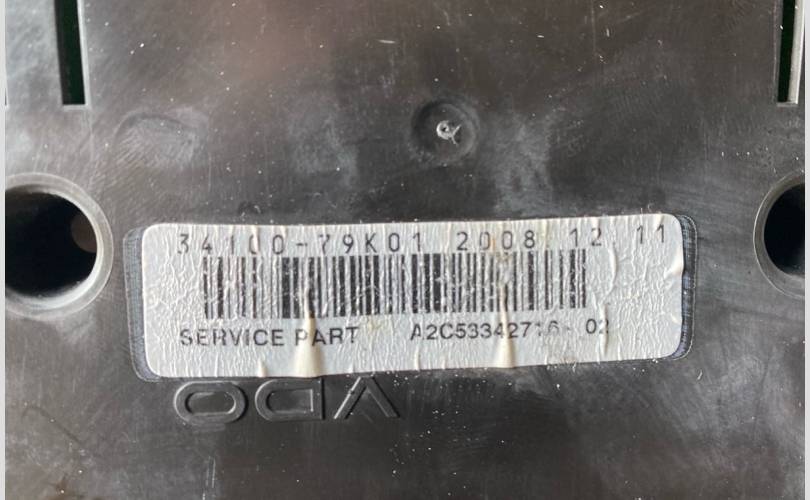 34100-79K01 2008 12 11
SERVICE PART A2C53342716- 02
VDO